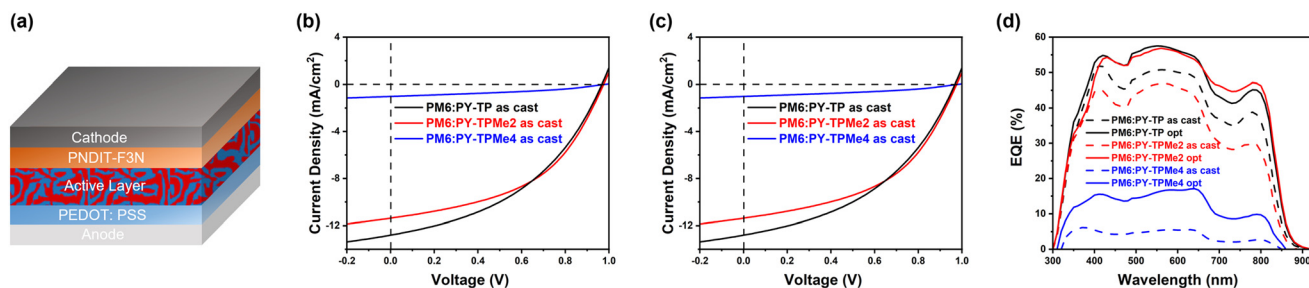 (a)
Cathode
PNDIT-F3N
Active Layer
PEDOT: PSS
Anode
(b)
4
0
-4
-8
-12
Current Density (mA/cm²)
PM6:PY-TP as cast
PM6:PY-TPMe2 as cast
PM6:PY-TPMe4 as cast
-0.2 0.0 0.2 0.4 0.6 0.8 1.0
Voltage (V)
(c)
4
0
-4
-8
-12
Current Density (mA/cm²)
PM6:PY-TP as cast
PM6:PY-TPMe2 as cast
PM6:PY-TPMe4 as cast
-0.2 0.0 0.2 0.4 0.6 0.8 1.0
Voltage (V)
(d)
60
50
40
30
20
10
0
EQE (%)
PM6:PY-TP as cast
PM6:PY-TP opt
PM6:PY-TPMe2 as cast
PM6:PY-TPMe2 opt
PM6:PY-TPMe4 as cast
PM6:PY-TPMe4 opt
300 400 500 600 700 800 900
Wavelength (nm)